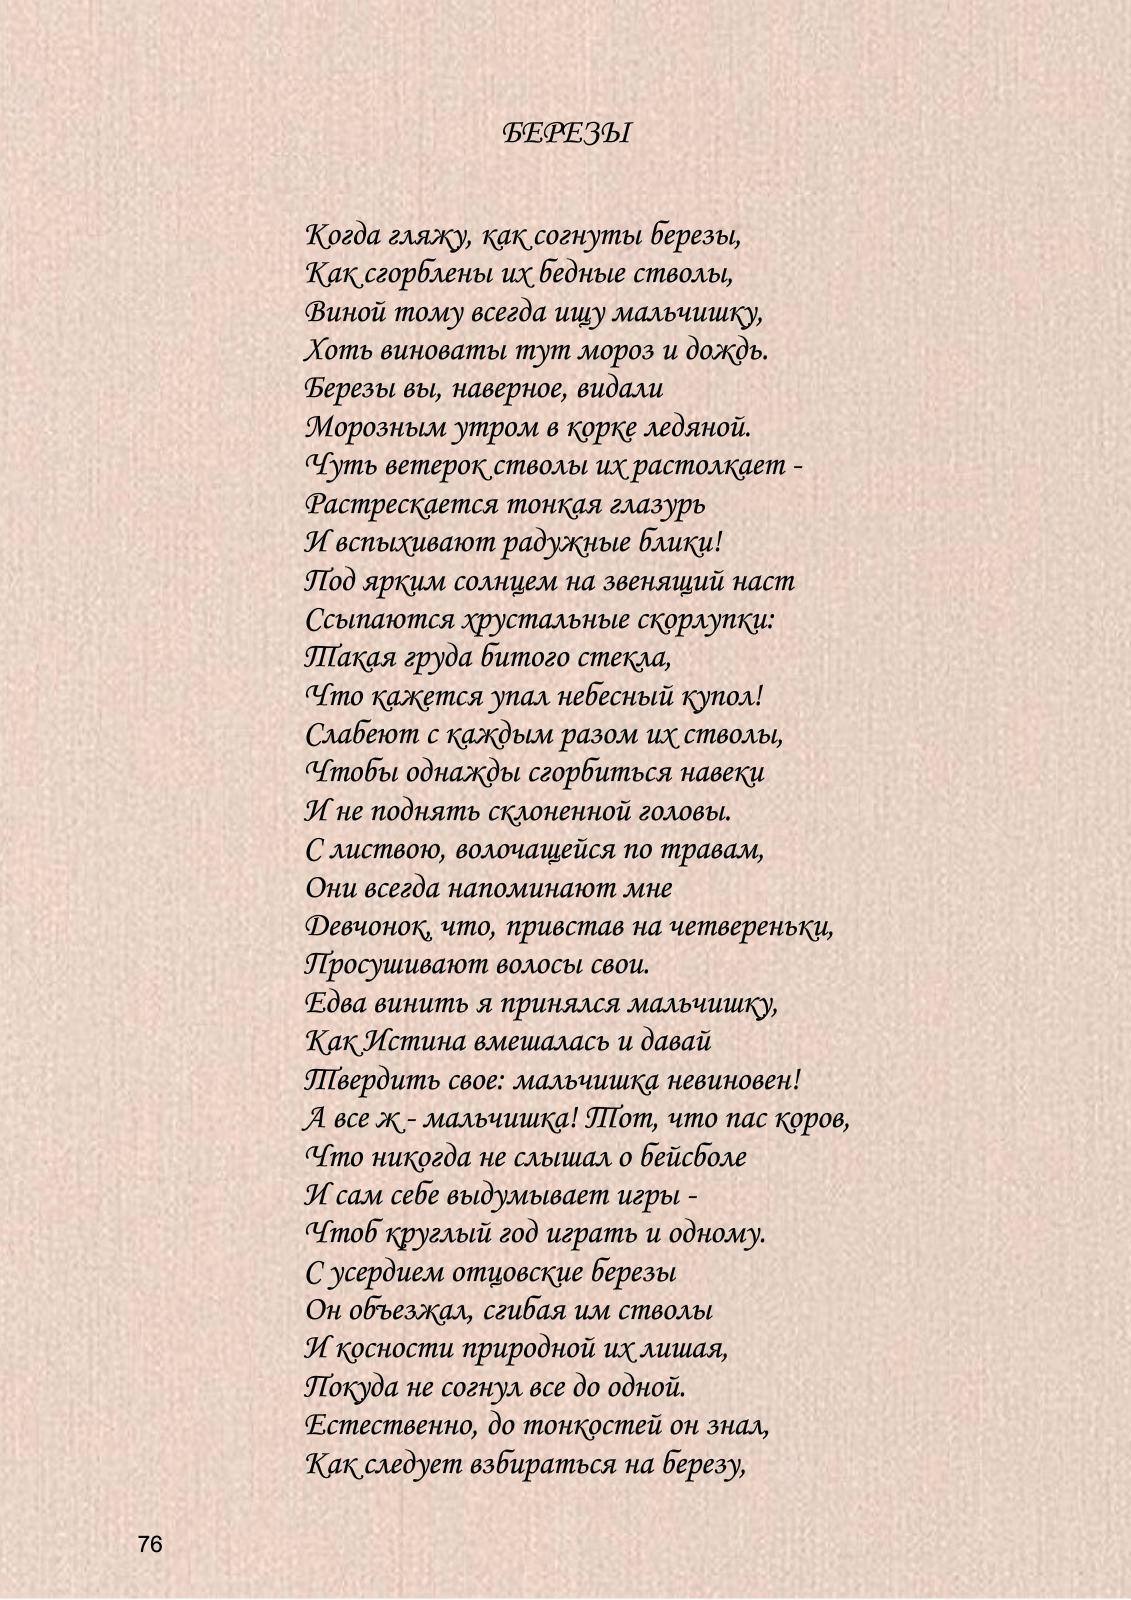 БЕРЕЗЫ
Когда гляжу, как согнуты березы,
Как сгорблены их бедные стволы,
Виной тому всегда ищу мальчишку,
Хоть виноваты тут мороз и дождь.
Березы вы, наверное, видали
Морозным утром в корке ледяной.
Чуть ветерок стволы их растолкает -
Растрескается тонкая глазурь
И вспыхивают радужные блики!
Под ярким солнцем на звенящий наст
Ссыпаются хрустальные скорлупки:
Такая груда битого стекла,
Что кажется упал небесный купол!
Слабеют с каждым разом их стволы,
Чтобы однажды сгорбиться навеки
И не поднять склоненной головы.
С листвою, волочащейся по травам,
Они всегда напоминают мне
Девчонок, что, привстав на четвереньки,
Просушивают волосы свои.
Едва винить я принялся мальчишку,
Как Истина вмешалась и давай
Твердить свое: мальчишка невиновен!
А все ж - мальчишка! Тот, что пас коров,
Что никогда не слышал о бейсболе
И сам себе выдумывает игры -
Чтоб круглый год играть и одному.
С усердием отцовские березы
Он объезжал, сгибая им стволы
И косности природной их лишая,
Покуда не согнул все до одной.
Естественно, до тонкостей он знал,
Как следует взбираться на березу,
76